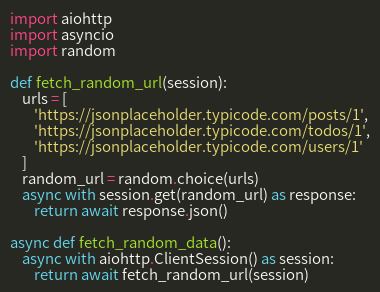 import aiohttp
import asyncio
import random

def fetch_random_url(session):
    urls = [
        'https://jsonplaceholder.typicode.com/posts/1',
        'https://jsonplaceholder.typicode.com/todos/1',
        'https://jsonplaceholder.typicode.com/users/1'
    ]
    random_url = random.choice(urls)
    async with session.get(random_url) as response:
        return await response.json()

async def fetch_random_data():
    async with aiohttp.ClientSession() as session:
        return await fetch_random_url(session)